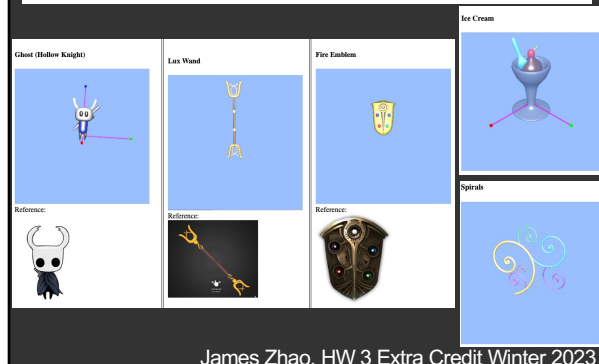 Ghost (Hollow Knight)
Lux Wand
Fire Emblem
Ice Cream
Reference:
Reference:
Reference:
Spirals
James Zhao, HW 3 Extra Credit Winter 2023